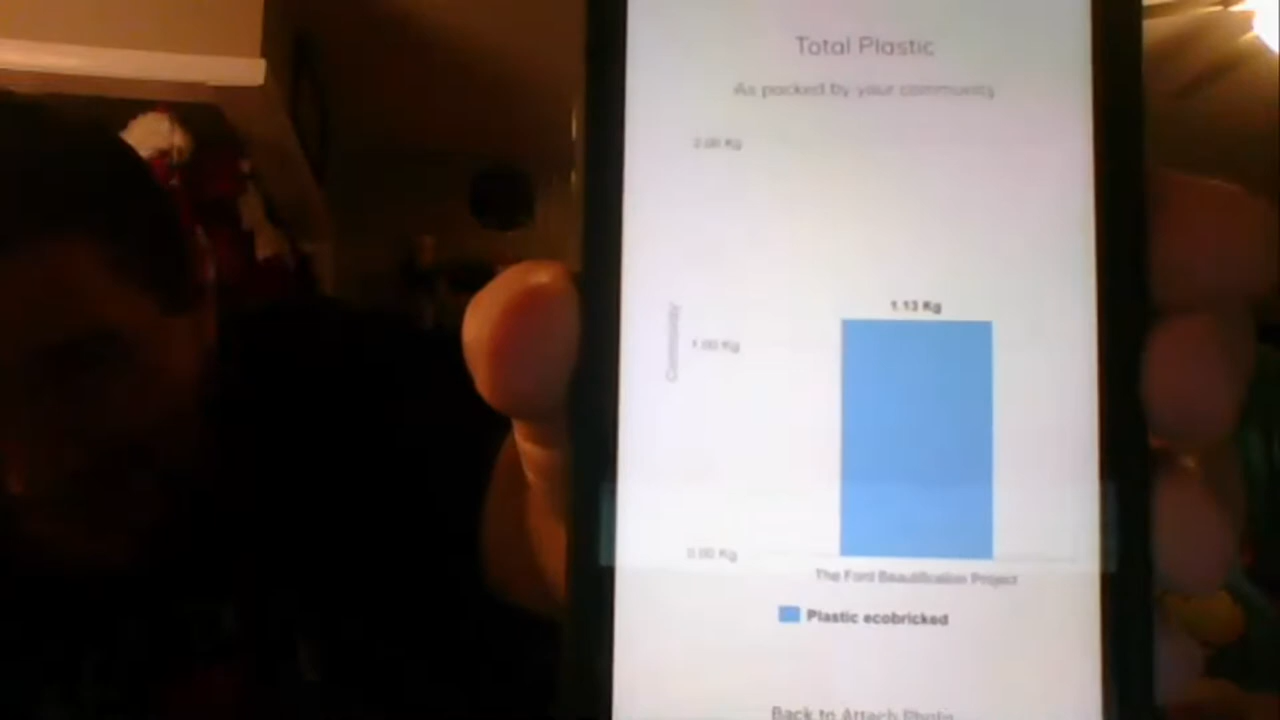 Total Plastic
As packed by your community
2.00 Kg
1.13 Kg
1.00 Kg
Community
0.00 Kg
The Ford Beautification Project
Plastic ecobricked
Back to Attach Photo